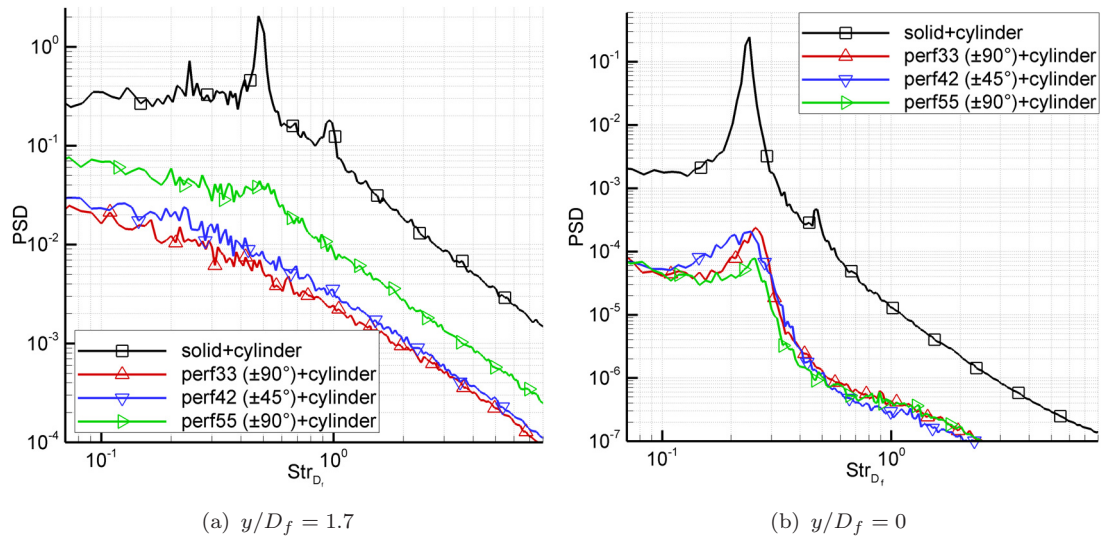 10⁰
10⁻¹
10⁻²
10⁻³
10⁻⁴
PSD
solid+cylinder
perf33 (±90°)+cylinder
perf42 (±45°)+cylinder
perf55 (±90°)+cylinder
10⁻¹ 10⁰
Str_{D_f}
(a) y/D_f = 1.7
10⁻¹
10⁻²
10⁻³
10⁻⁴
10⁻⁵
10⁻⁶
10⁻⁷
PSD
solid+cylinder
perf33 (±90°)+cylinder
perf42 (±45°)+cylinder
perf55 (±90°)+cylinder
10⁻¹ 10⁰
Str_{D_f}
(b) y/D_f = 0